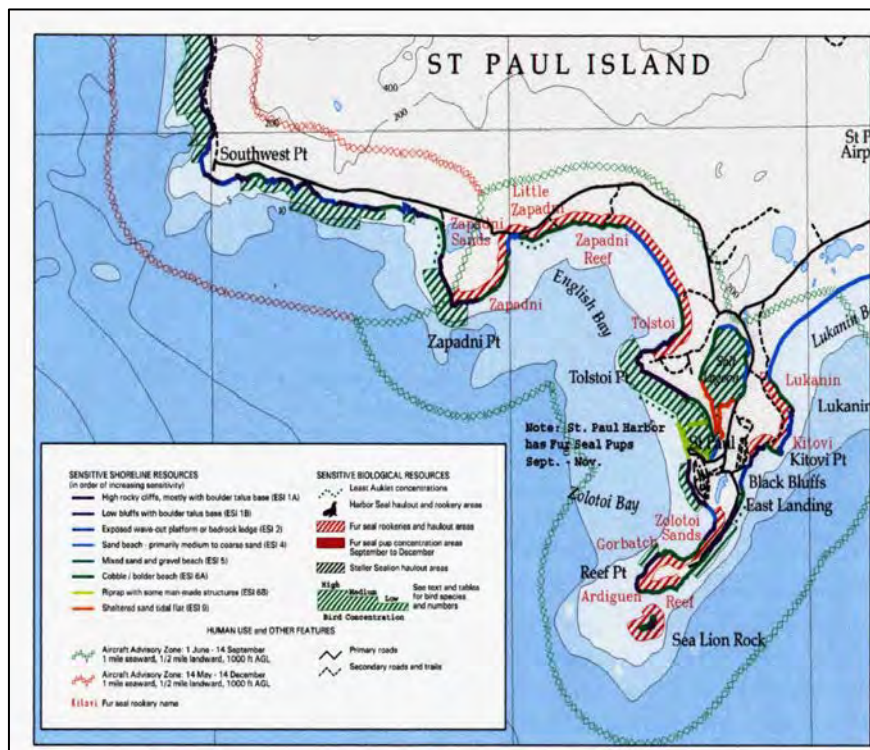 ST PAUL ISLAND
400
200
200
St P
Airp
Southwest Pt
5
10
Little
Zapadni
Zapadni
Sands
Zapadni
Reef
English Bay
Zapadni
Zapadni Pt
Tolstoi
Tolstoi Pt
200
Salt
Lagoon
Lukanin B
Lukanin
Lukanin
Note: St. Paul Harbor
has Fur Seal Pups
Sept. - Nov.
St Paul
Kitovi
Kitovi Pt
Black Bluffs
East Landing
Zolotoi Bay
Zolotoi
Sands
Gorbatch
Reef Pt
Ardiguen
Reef
Sea Lion Rock
SENSITIVE SHORELINE RESOURCES
(in order of increasing sensitivity)
High rocky cliffs, mostly with boulder talus base (ESI 1A)
Low bluffs with boulder talus base (ESI 1B)
Exposed wave-cut platform or bedrock ledge (ESI 2)
Sand beach - primarily medium to coarse sand (ESI 4)
Mixed sand and gravel beach (ESI 5)
Cobble / bolder beach (ESI 6A)
Riprap with some man-made structures (ESI 6B)
Sheltered sand tidal flat (ESI 9)
SENSITIVE BIOLOGICAL RESOURCES
Least Auklet concentrations
Harbor Seal haulout and rookery areas
Fur seal rookeries and haulout areas
Fur seal pup concentration areas
September to December
Steller Sealion haulout areas
High
Medium
Low
Bird Concentration
See text and tables
for bird species
and numbers
HUMAN USE and OTHER FEATURES
Aircraft Advisory Zone: 1 June - 14 September
1 mile seaward, 1/2 mile landward, 1000 ft AGL
Aircraft Advisory Zone: 14 May - 14 December
1 mile seaward, 1/2 mile landward, 1000 ft AGL
Kitovi Fur seal rookery name
Primary roads
Secondary roads and trails